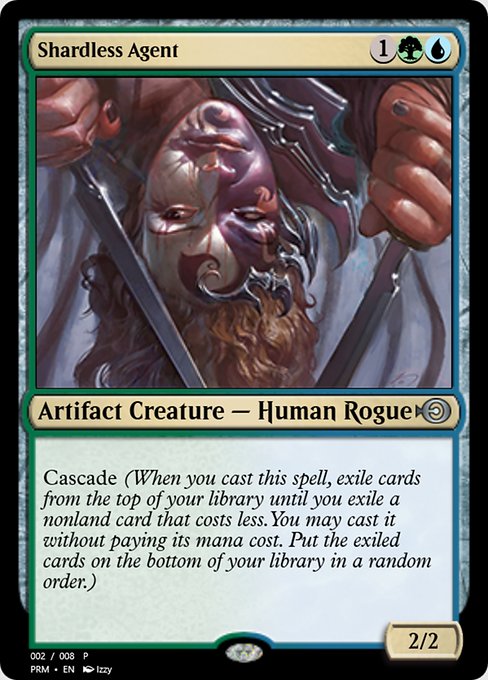 Shardless Agent 1
Artifact Creature — Human Rogue
Cascade (When you cast this spell, exile cards
from the top of your library until you exile a
nonland card that costs less. You may cast it
without paying its mana cost. Put the exiled
cards on the bottom of your library in a random
order.)
2/2
002 / 008 P
PRM • EN Izzy